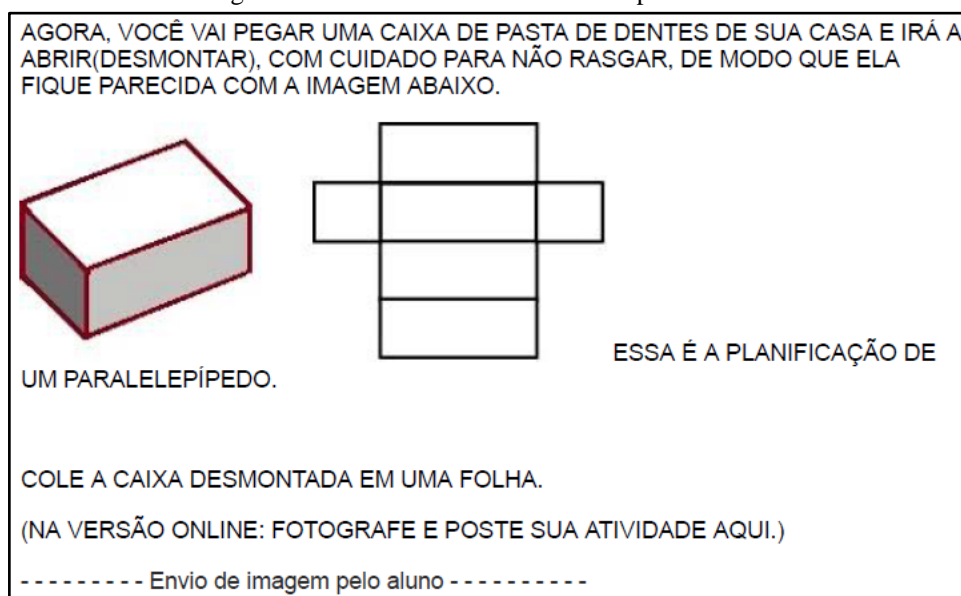 AGORA, VOCÊ VAI PEGAR UMA CAIXA DE PASTA DE DENTES DE SUA CASA E IRÁ A
ABRIR(DESMONTAR), COM CUIDADO PARA NÃO RASGAR, DE MODO QUE ELA
FIQUE PARECIDA COM A IMAGEM ABAIXO.
ESSA É A PLANIFICAÇÃO DE
UM PARALELEPÍPEDO.
COLE A CAIXA DESMONTADA EM UMA FOLHA.
(NA VERSÃO ONLINE: FOTOGRAFE E POSTE SUA ATIVIDADE AQUI.)
- - - - - - - - - Envio de imagem pelo aluno - - - - - - - - - -